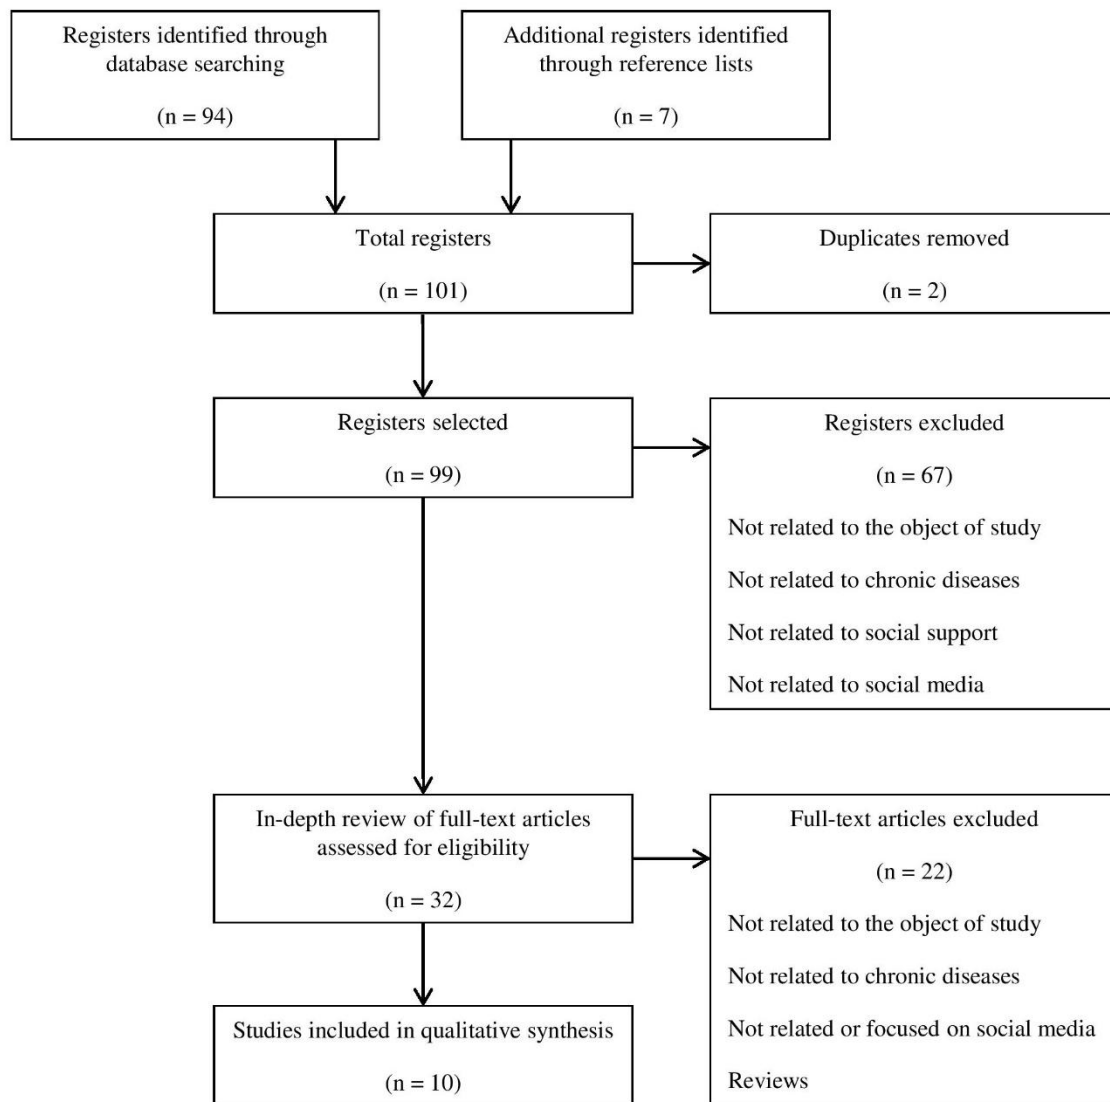 Registers identified through
database searching
(n = 94)
Additional registers identified
through reference lists
(n = 7)
Total registers
(n = 101)
Duplicates removed
(n = 2)
Registers selected
(n = 99)
Registers excluded
(n = 67)
Not related to the object of study
Not related to chronic diseases
Not related to social support
Not related to social media
In-depth review of full-text articles
assessed for eligibility
(n = 32)
Full-text articles excluded
(n = 22)
Not related to the object of study
Not related to chronic diseases
Not related or focused on social media
Reviews
Studies included in qualitative synthesis
(n = 10)